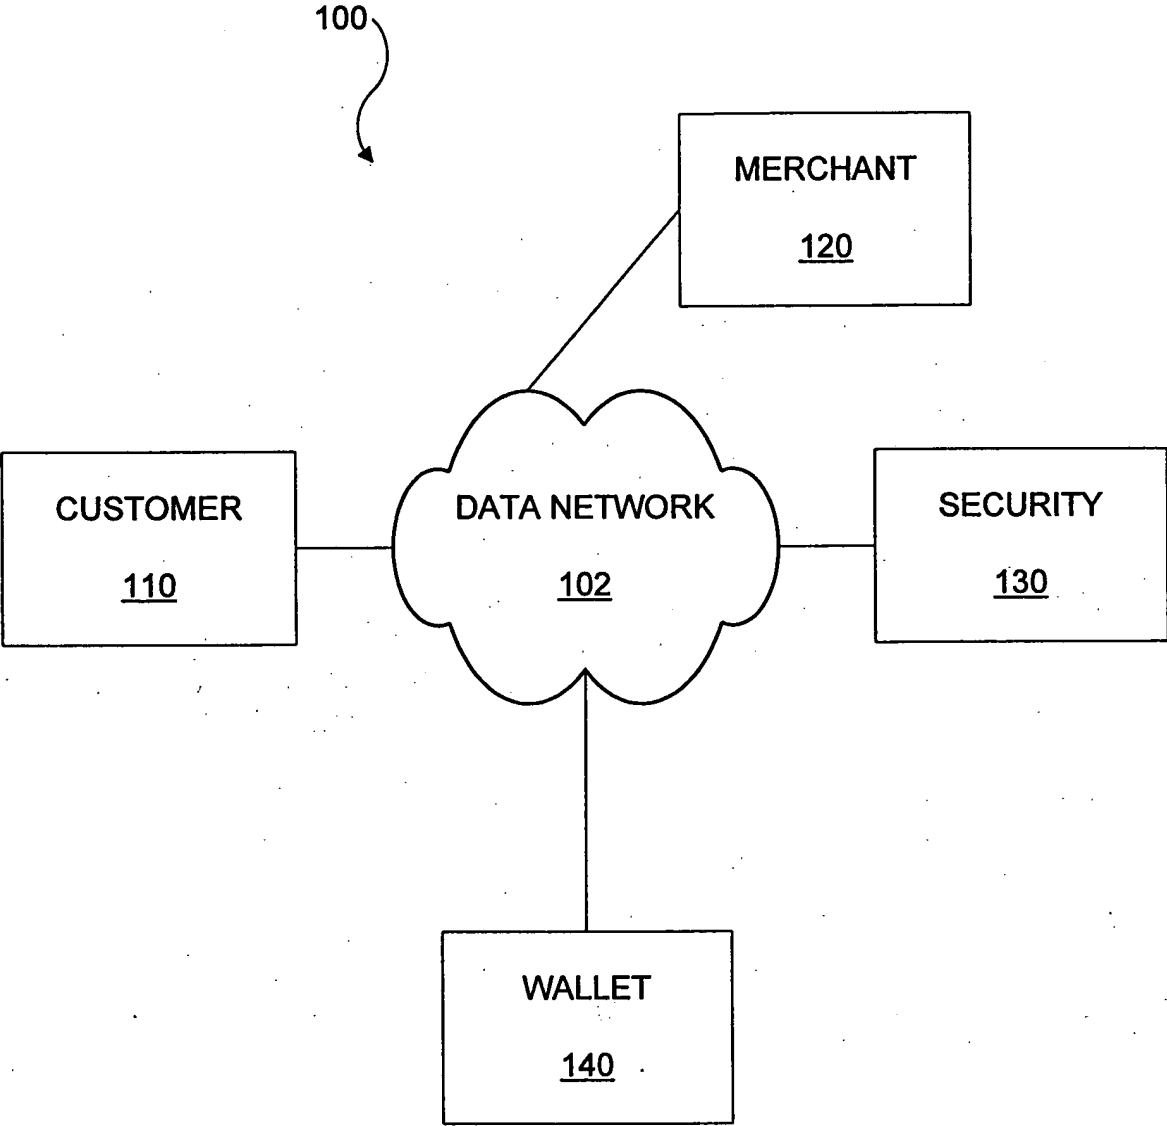 100
MERCHANT
120
CUSTOMER
110
DATA NETWORK
102
SECURITY
130
WALLET
140